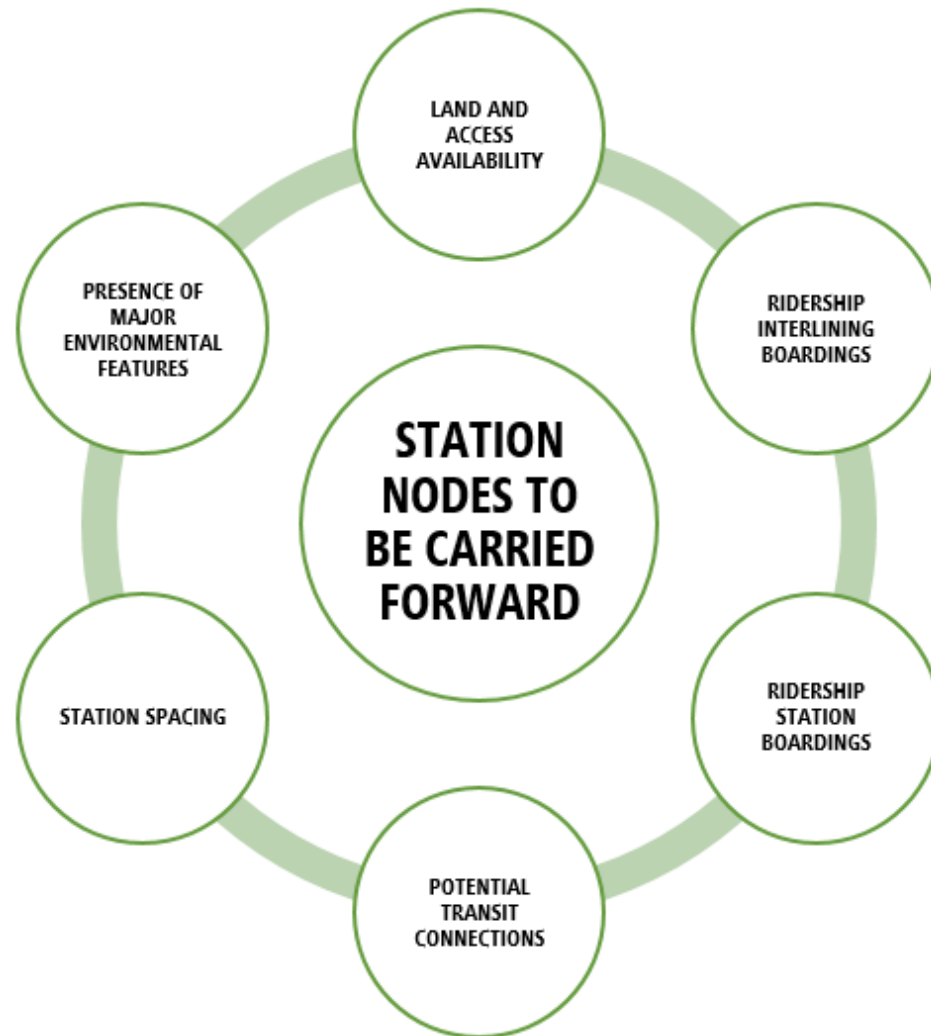 LAND AND
ACCESS
AVAILABILITY
RIDERSHIP
INTERLINING
BOARDINGS
RIDERSHIP
STATION
BOARDINGS
POTENTIAL
TRANSIT
CONNECTIONS
STATION SPACING
PRESENCE OF
MAJOR
ENVIRONMENTAL
FEATURES
STATION
NODES TO
BE CARRIED
FORWARD